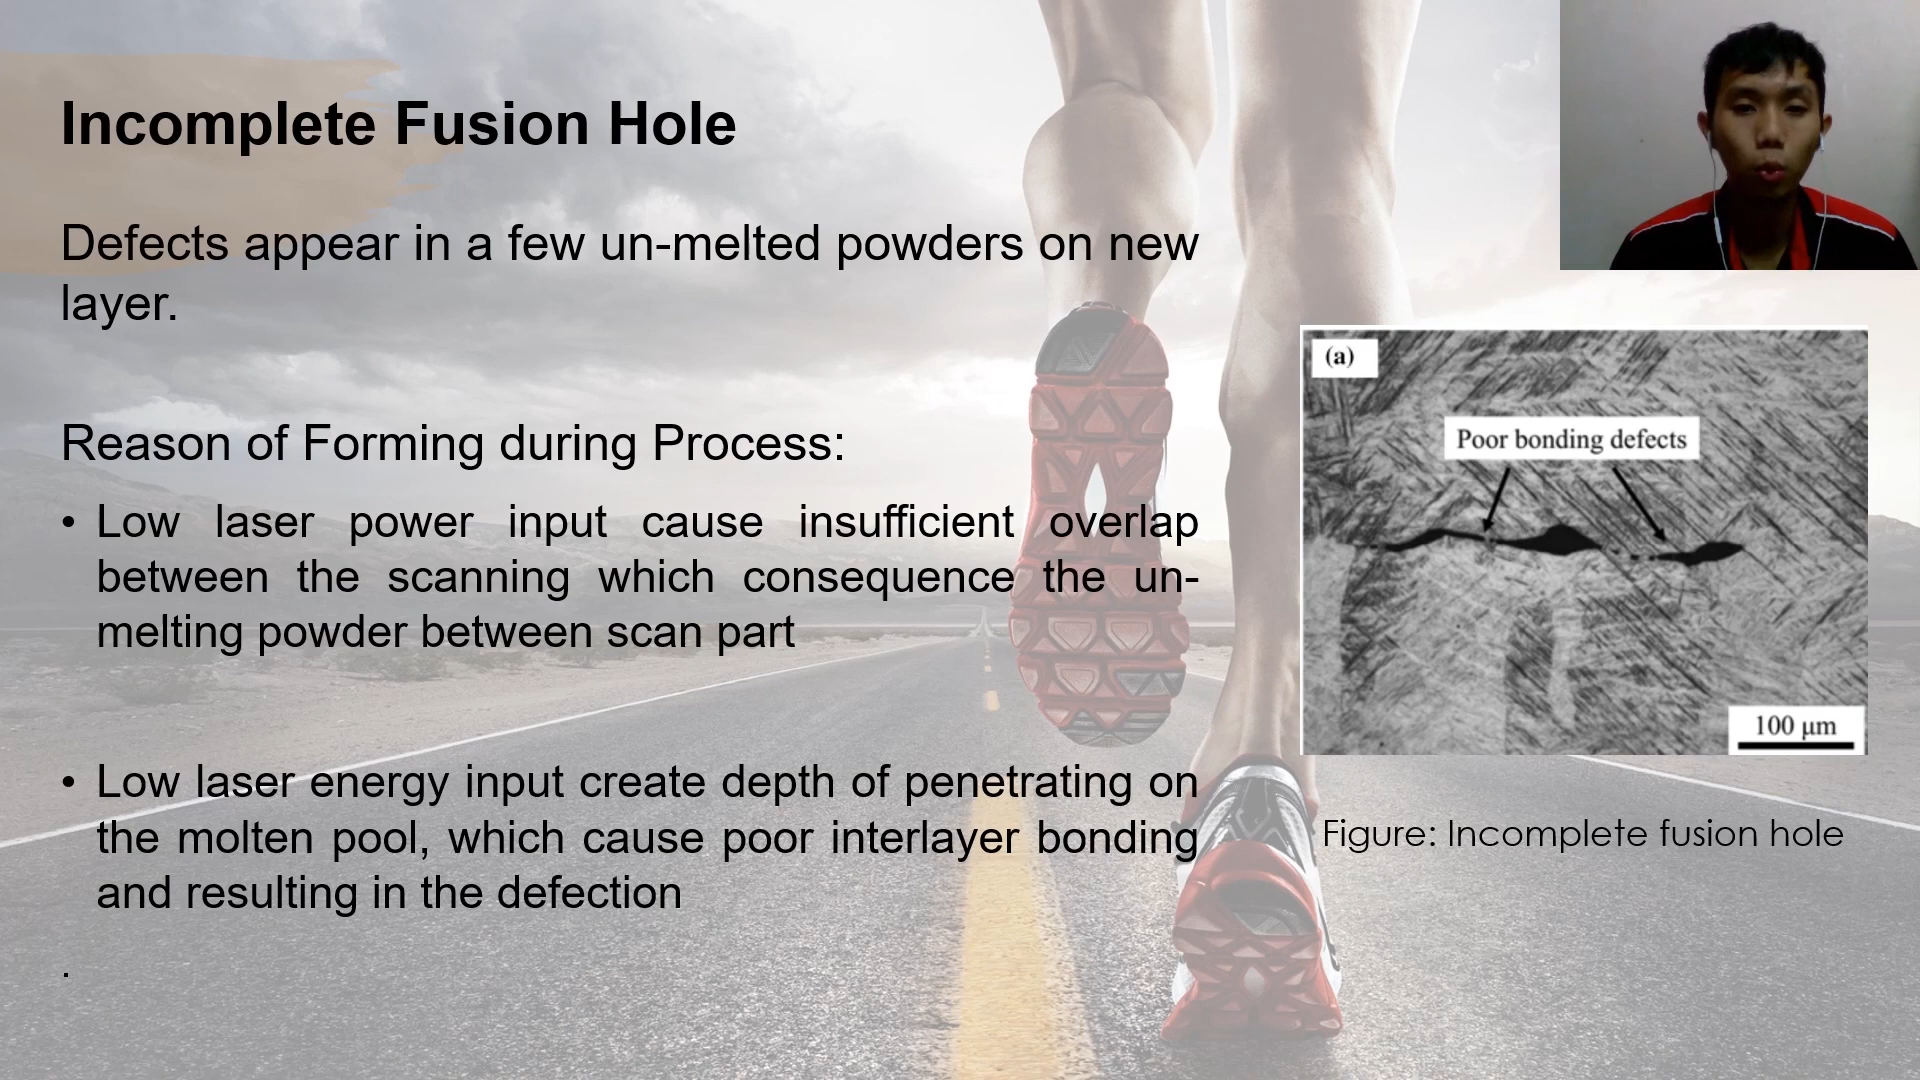 Incomplete Fusion Hole
Defects appear in a few un-melted powders on new
layer.
Reason of Forming during Process:
• Low laser power input cause insufficient overlap
between the scanning which consequence the un-
melting powder between scan part
• Low laser energy input create depth of penetrating on
the molten pool, which cause poor interlayer bonding
and resulting in the defection
.
(a)
Poor bonding defects
100 μm
Figure: Incomplete fusion hole